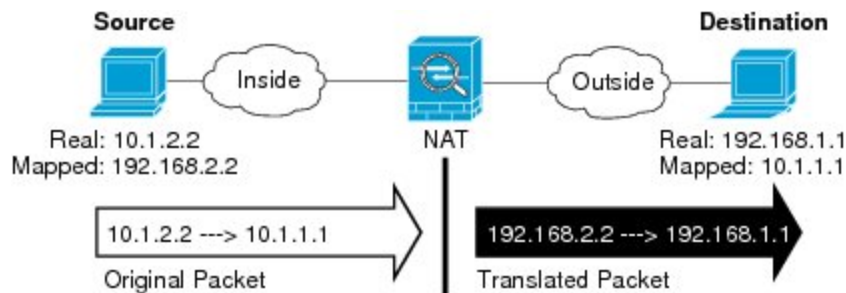 Source
Destination
Inside
Outside
NAT
Real: 10.1.2.2
Mapped: 192.168.2.2
Real: 192.168.1.1
Mapped: 10.1.1.1
10.1.2.2 ---> 10.1.1.1
192.168.2.2 ---> 192.168.1.1
Original Packet
Translated Packet